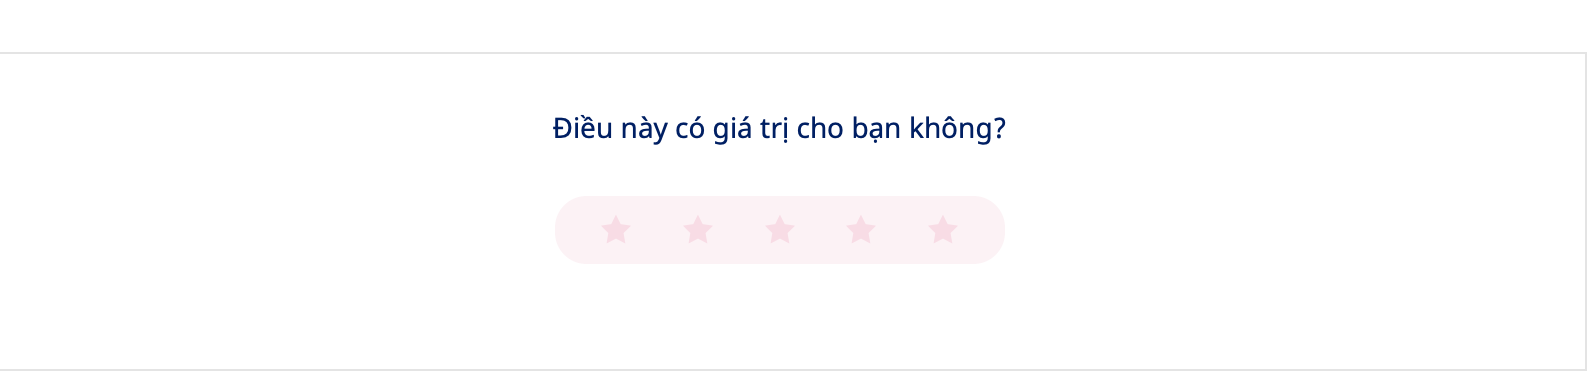 Điều này có giá trị cho bạn không?